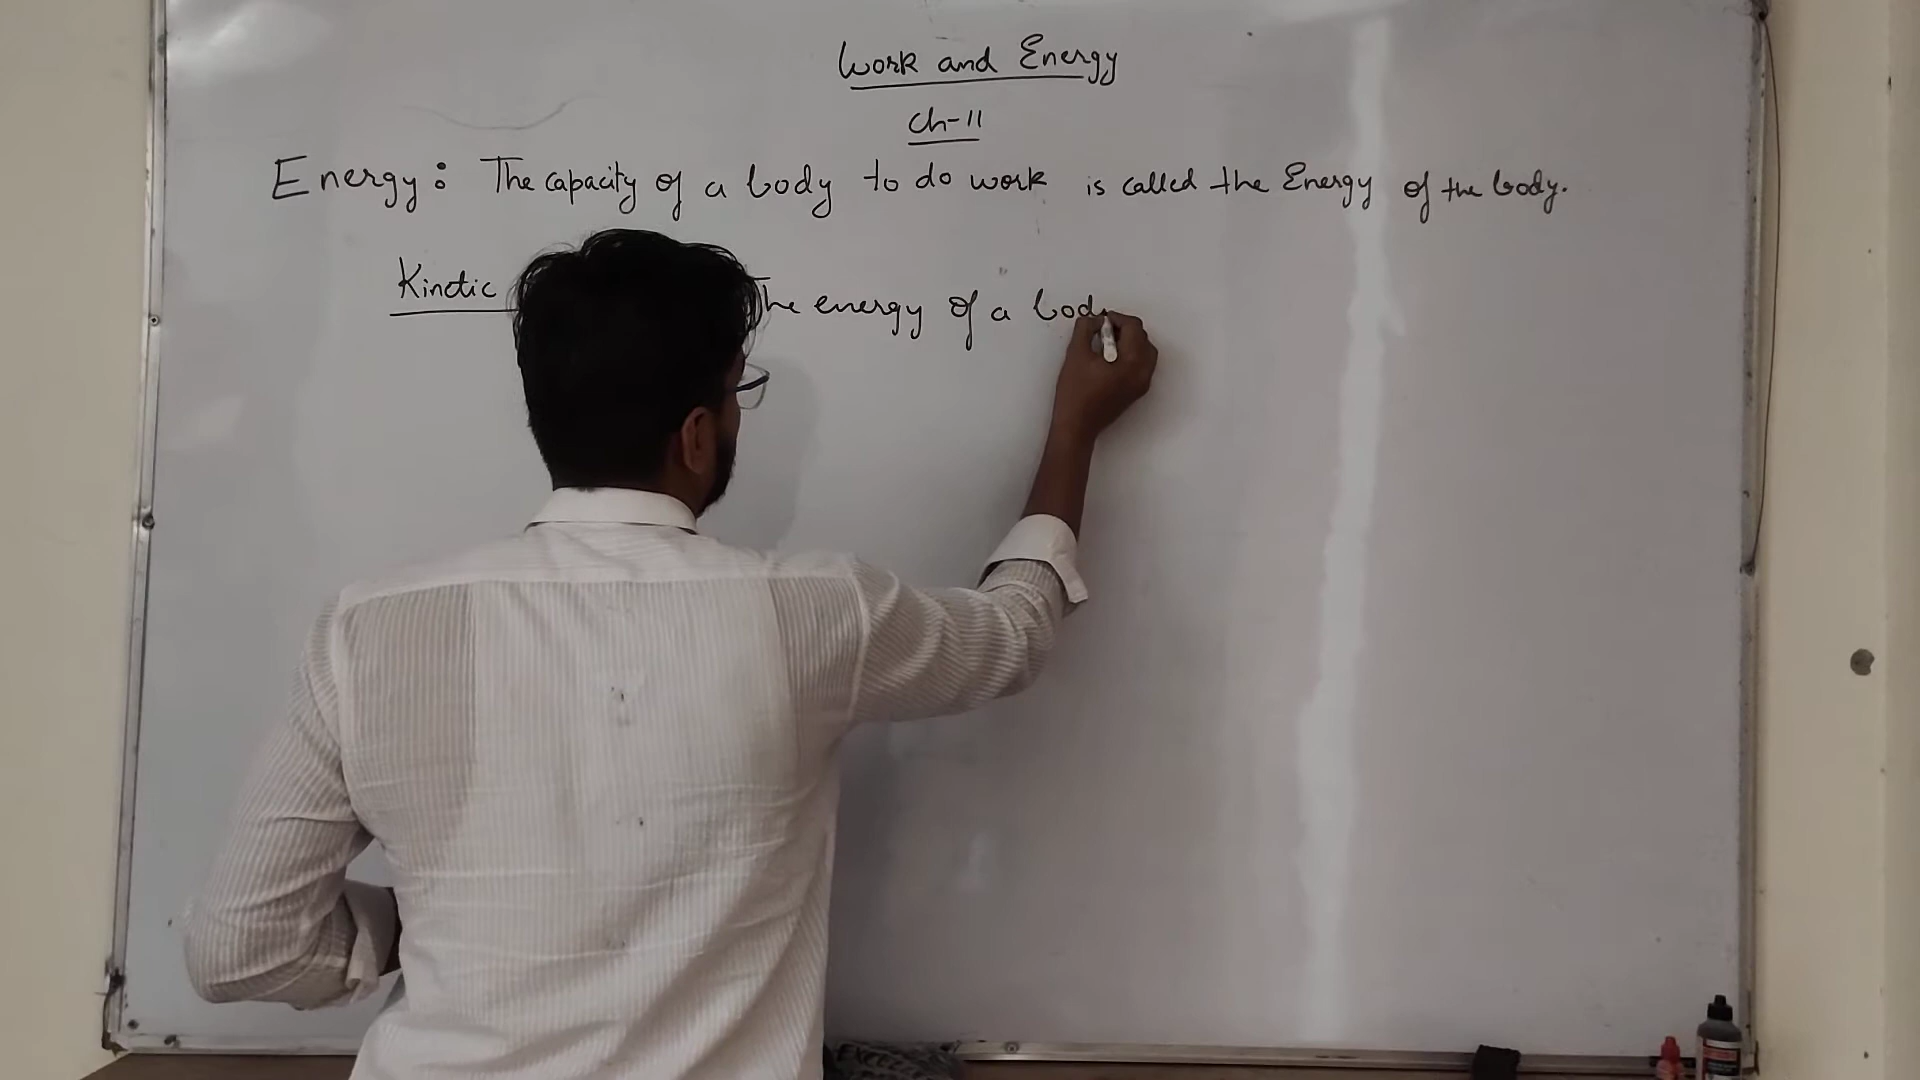 Work and Energy
Ch-11
Energy: The capacity of a body to do work is called the Energy of the body.
Kinetic The energy of a body